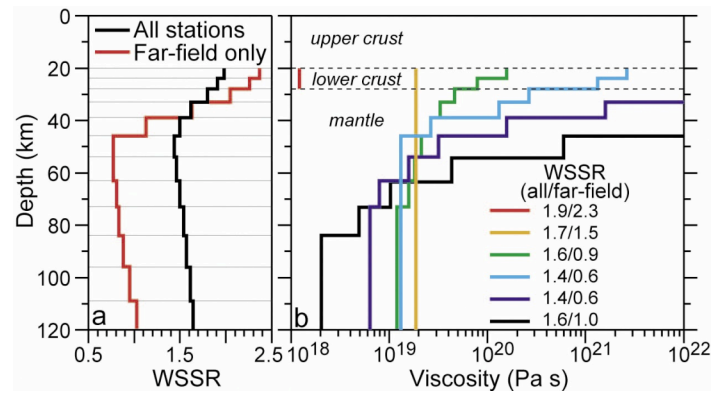 All stations
Far-field only
upper crust
lower crust
mantle
WSSR
(all/far-field)
1.9/2.3
1.7/1.5
1.6/0.9
1.4/0.6
1.4/0.6
1.6/1.0
0
20
40
60
80
100
120
Depth (km)
a
b
0.5
1.5
2.5
WSSR
10^18
10^19
10^20
10^21
10^22
Viscosity (Pa s)